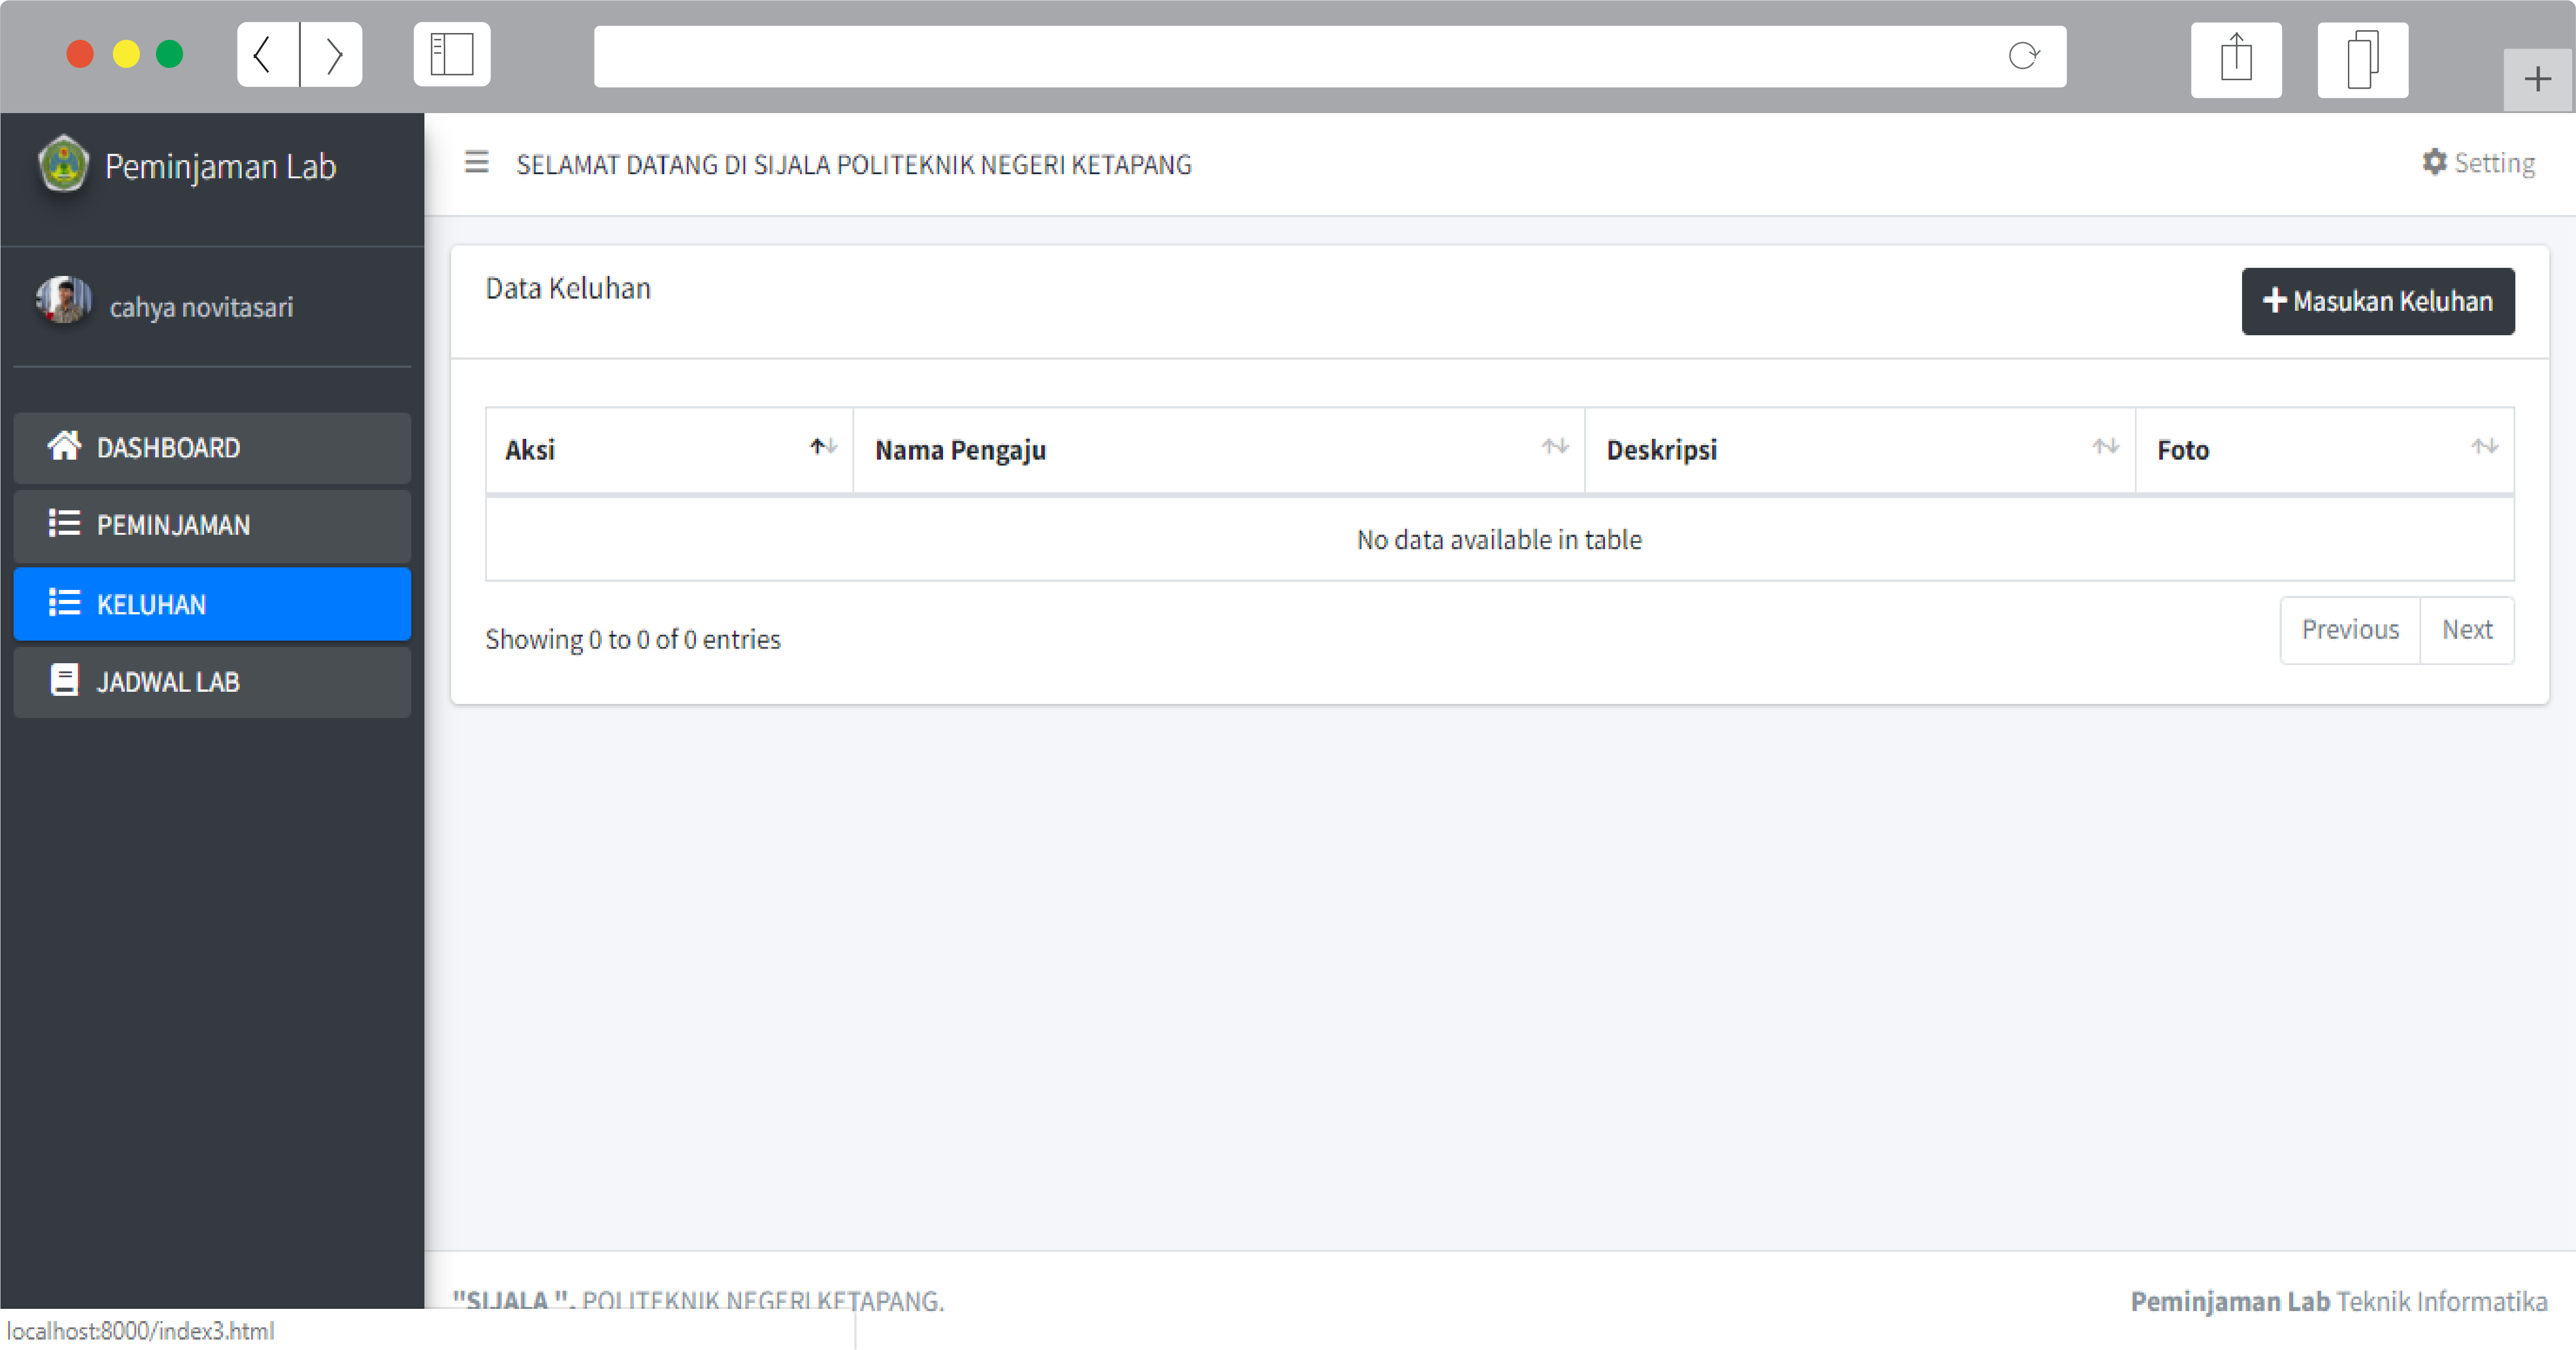 Peminjaman Lab
SELAMAT DATANG DI SIJALA POLITEKNIK NEGERI KETAPANG
Setting
cahya novitasari
Data Keluhan
Masukan Keluhan
DASHBOARD
PEMINJAMAN
KELUHAN
JADWAL LAB
Aksi Nama Pengaju Deskripsi Foto
No data available in table
Showing 0 to 0 of 0 entries
Previous Next
"SIJALA ". POLITEKNIK NEGERI KETAPANG.
Peminjaman Lab Teknik Informatika
localhost:8000/index3.html